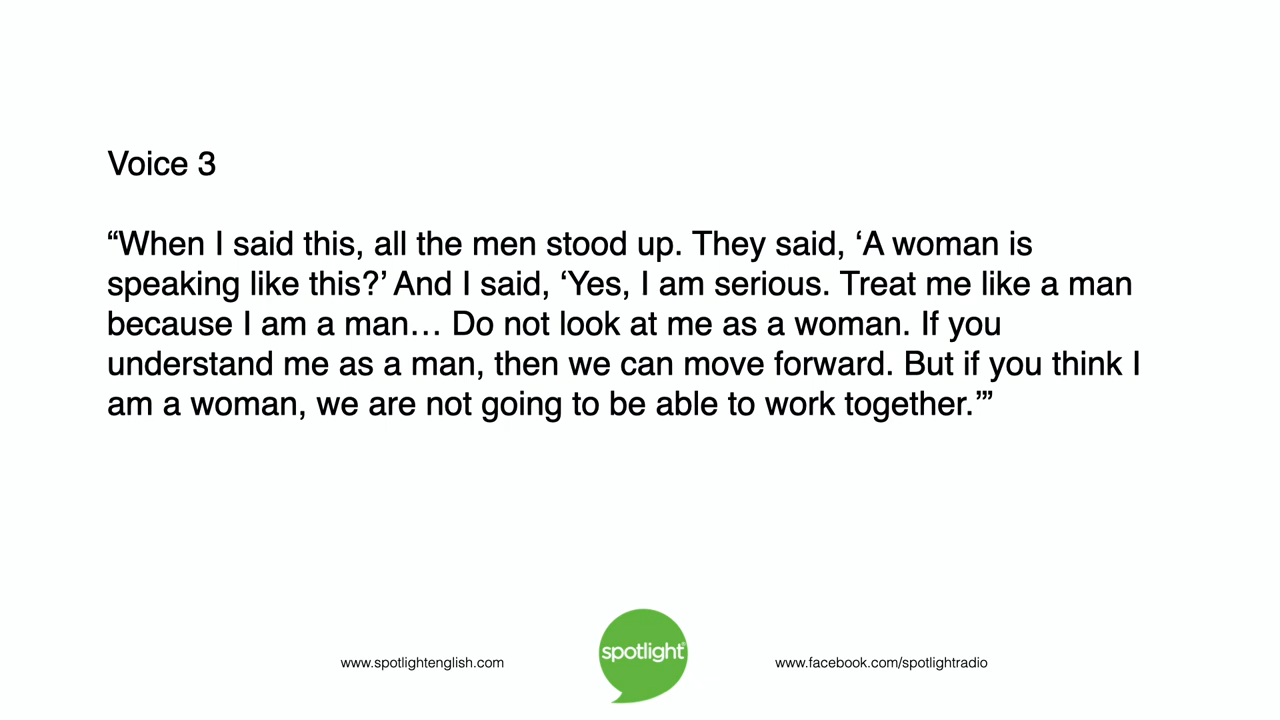 Voice 3
“When I said this, all the men stood up. They said, ‘A woman is
speaking like this?’ And I said, ‘Yes, I am serious. Treat me like a man
because I am a man… Do not look at me as a woman. If you
understand me as a man, then we can move forward. But if you think I
am a woman, we are not going to be able to work together.’”
www.spotlightenglish.com
spotlight®
www.facebook.com/spotlightradio